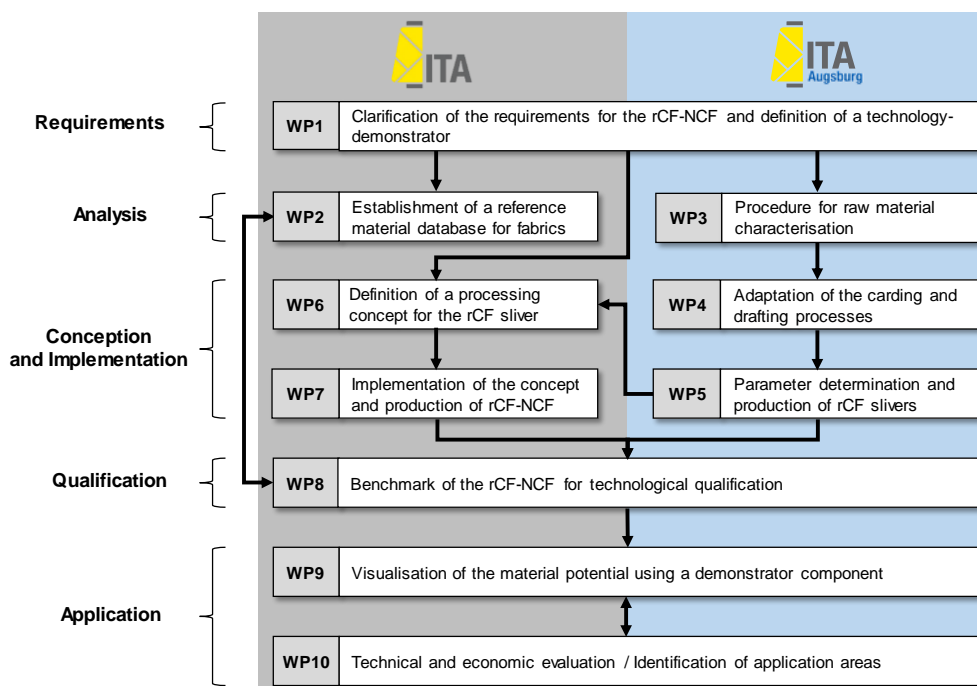 ITA
ITA
Augsburg
Requirements
WP1
Clarification of the requirements for the rCF-NCF and definition of a technology-
demonstrator
Analysis
WP2
Establishment of a reference
material database for fabrics
WP3
Procedure for raw material
characterisation
Conception
and Implementation
WP6
Definition of a processing
concept for the rCF sliver
WP4
Adaptation of the carding and
drafting processes
WP7
Implementation of the concept
and production of rCF-NCF
WP5
Parameter determination and
production of rCF slivers
Qualification
WP8
Benchmark of the rCF-NCF for technological qualification
Application
WP9
Visualisation of the material potential using a demonstrator component
WP10
Technical and economic evaluation / Identification of application areas